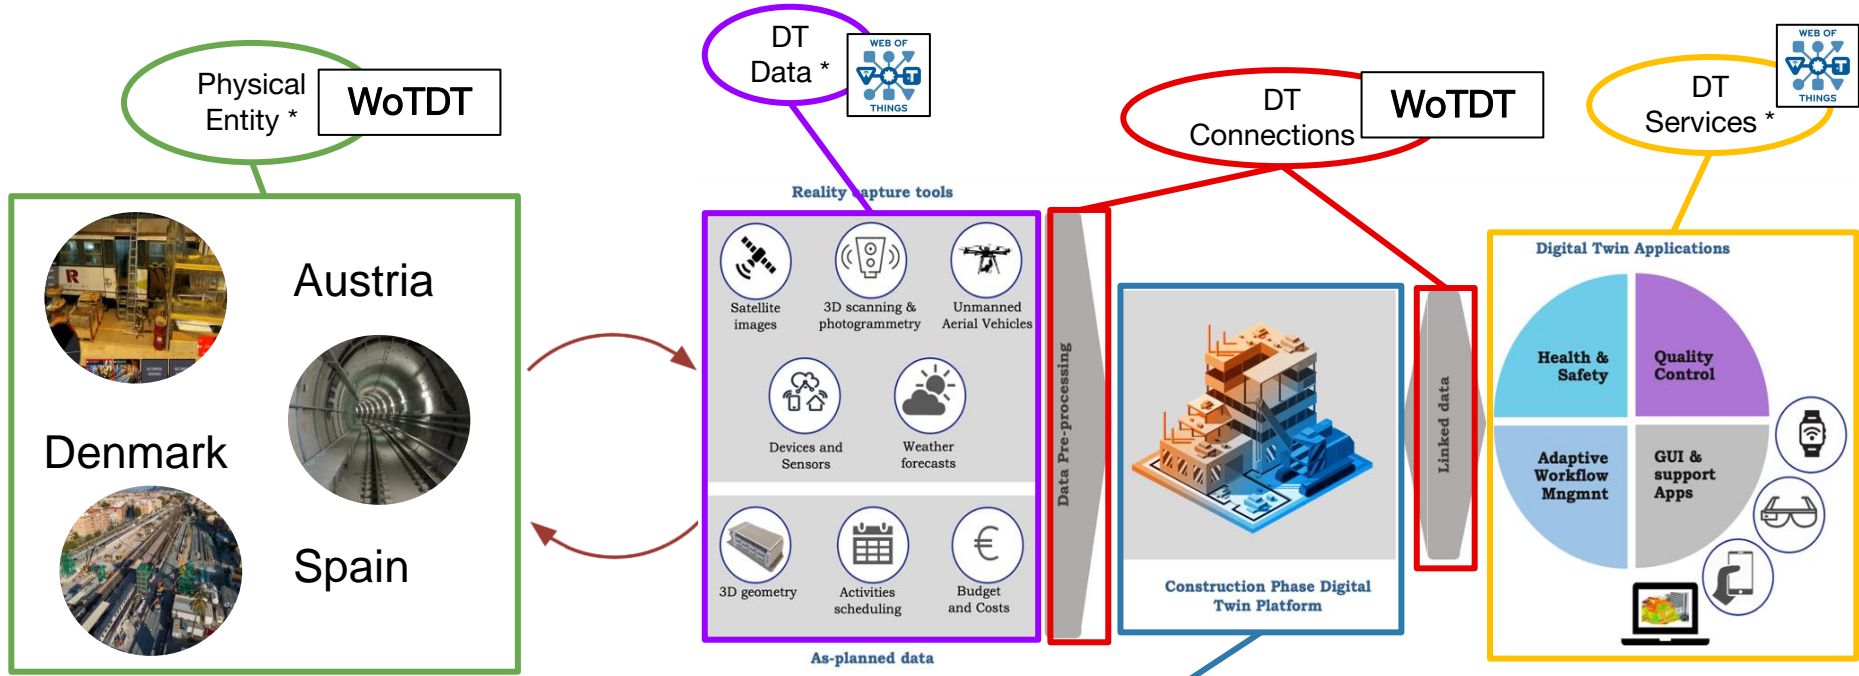 Physical
Entity *
WoTDT
DT
Data *
WEB OF
THINGS
DT
Connections
WoTDT
DT
Services *
WEB OF
THINGS
Austria
Denmark
Spain
R
Reality capture tools
Satellite
images
3D scanning &
photogrammetry
Unmanned
Aerial Vehicles
Devices and
Sensors
Weather
forecasts
3D geometry
Activities
scheduling
€
Budget
and Costs
As-planned data
Data Pre-processing
Construction Phase Digital
Twin Platform
Linked data
Digital Twin Applications
Health &
Safety
Quality
Control
Adaptive
Workflow
Mngmnt
GUI &
support
Apps